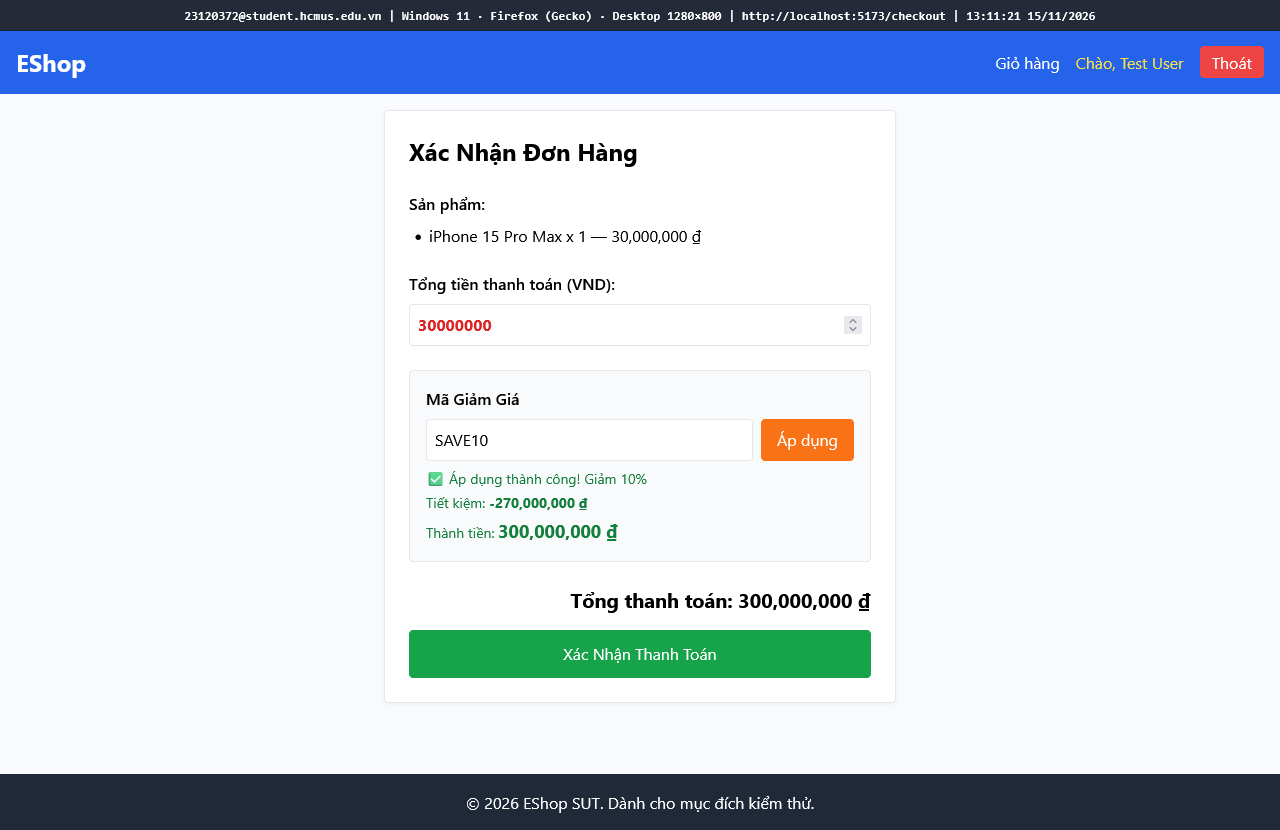 23120372@student.hcmus.edu.vn | Windows 11 · Firefox (Gecko) · Desktop 1280×800 | http://localhost:5173/checkout | 13:11:21 15/11/2026
EShop
Giỏ hàng
Chào, Test User
Thoát
Xác Nhận Đơn Hàng
Sản phẩm:
• iPhone 15 Pro Max x 1 — 30,000,000 ₫
Tổng tiền thanh toán (VND):
30000000
Mã Giảm Giá
SAVE10
Áp dụng
✅ Áp dụng thành công! Giảm 10%
Tiết kiệm: -270,000,000 ₫
Thành tiền: 300,000,000 ₫
Tổng thanh toán: 300,000,000 ₫
Xác Nhận Thanh Toán
© 2026 EShop SUT. Dành cho mục đích kiểm thử.